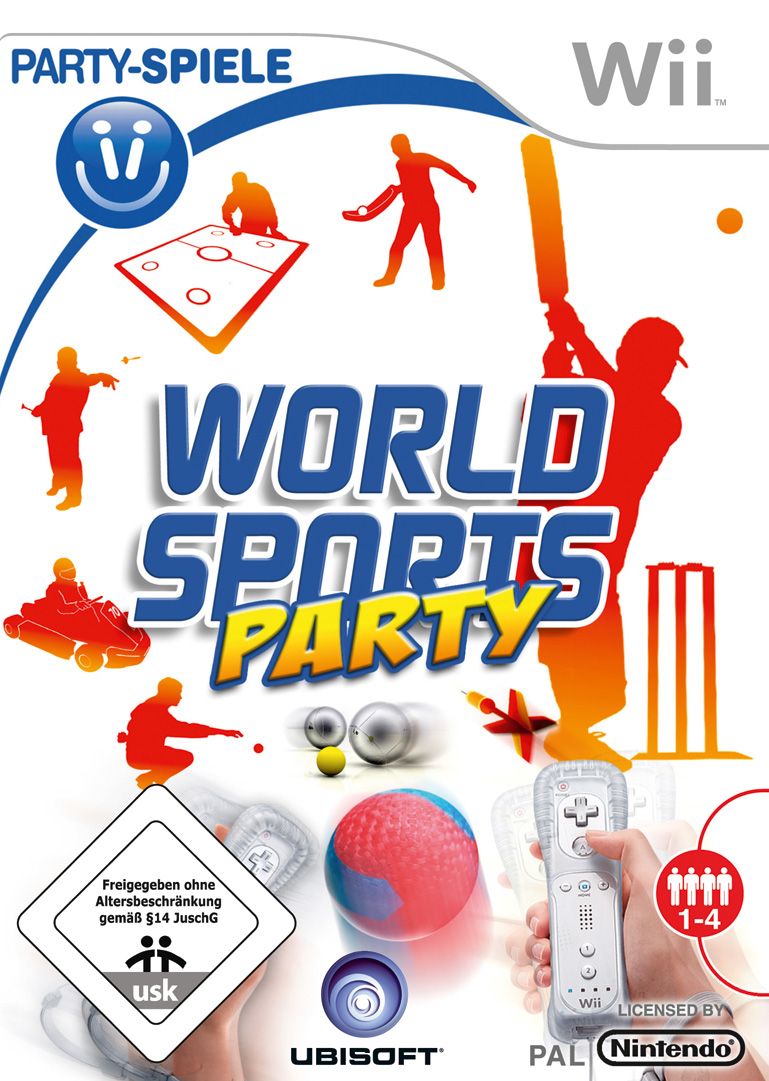 PARTY-SPIELE
Wii™
WORLD
SPORTS
PARTY
Freigegeben ohne
Altersbeschränkung
gemäß §14 JuschG
usk
1-4
Wii
UBISOFT®
LICENSED BY
PAL
Nintendo®